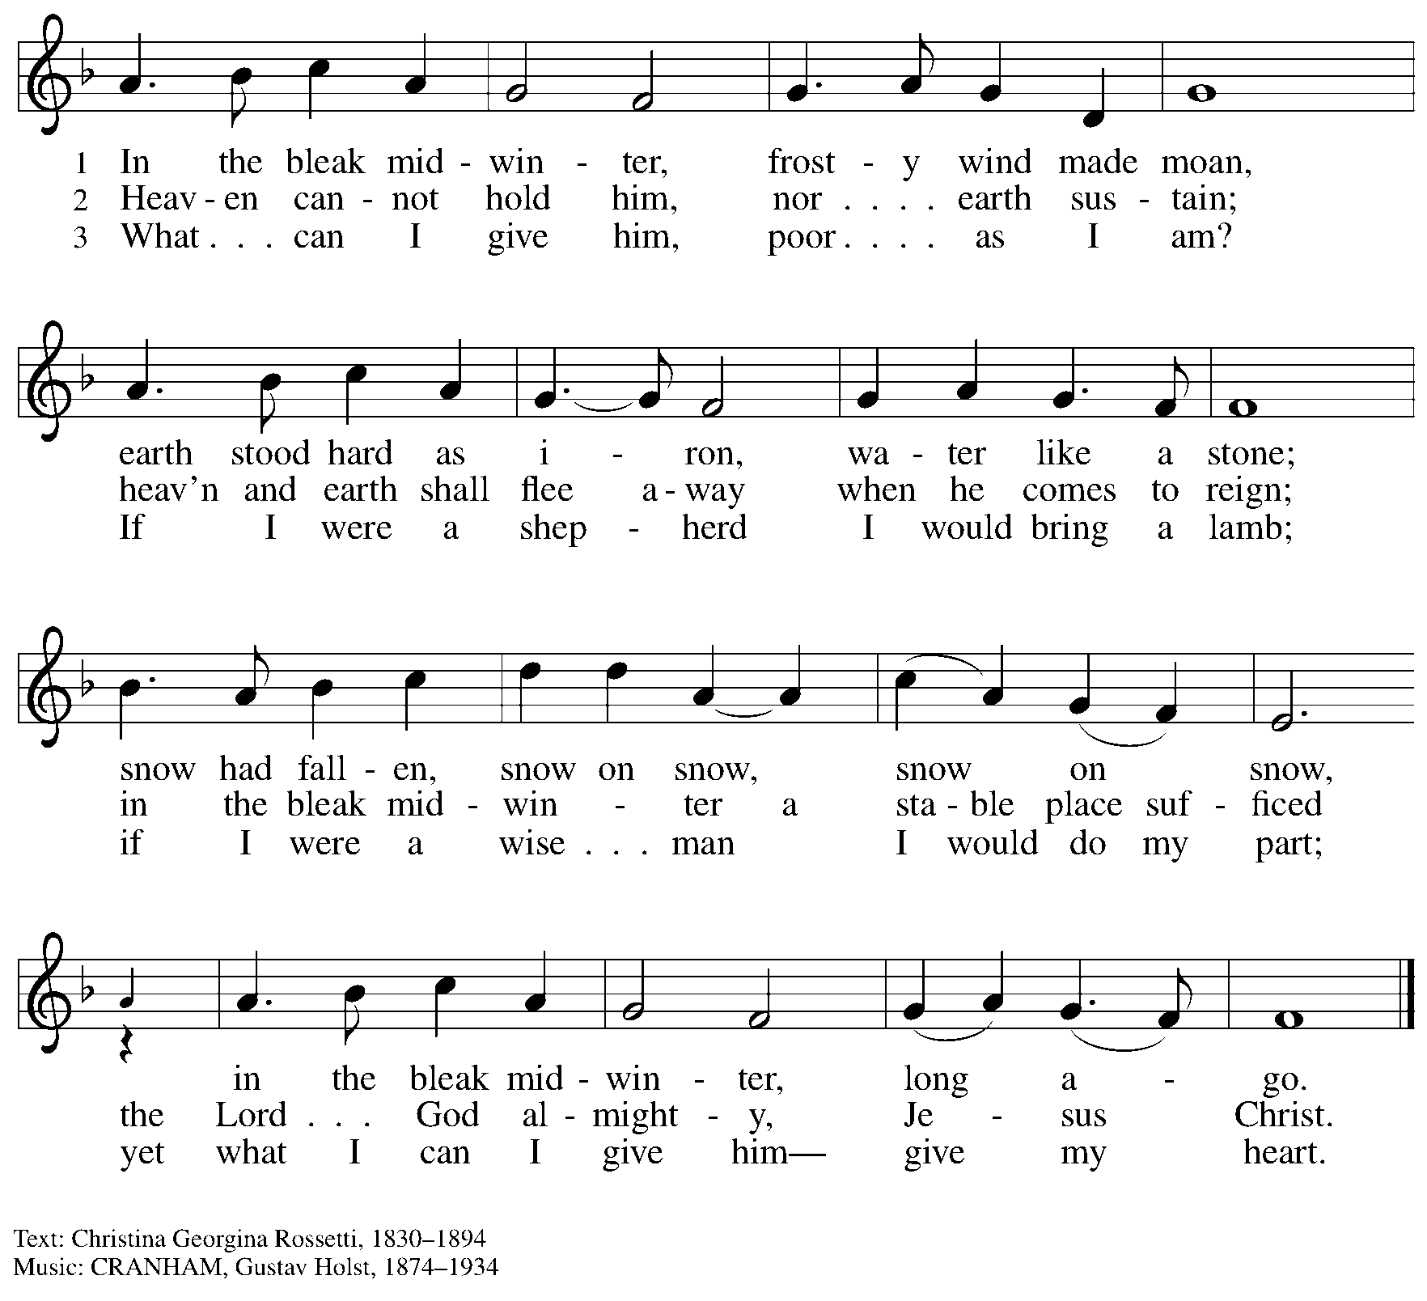 1 In the bleak mid - win - ter, frost - y wind made moan,
2 Heav - en can - not hold him, nor . . . . earth sus - tain;
3 What . . . can I give him, poor . . . . as I am?
earth stood hard as i - ron, wa - ter like a stone;
heav'n and earth shall flee a - way when he comes to reign;
If I were a shep - herd I would bring a lamb;
snow had fall - en, snow on snow, snow on snow,
in the bleak mid - win - ter a sta - ble place suf - ficed
if I were a wise . . . man I would do my part;
in the bleak mid - win - ter, long a - go.
the Lord . . . God al - might - y, Je - sus Christ.
yet what I can I give him— give my heart.
Text: Christina Georgina Rossetti, 1830–1894
Music: CRANHAM, Gustav Holst, 1874–1934